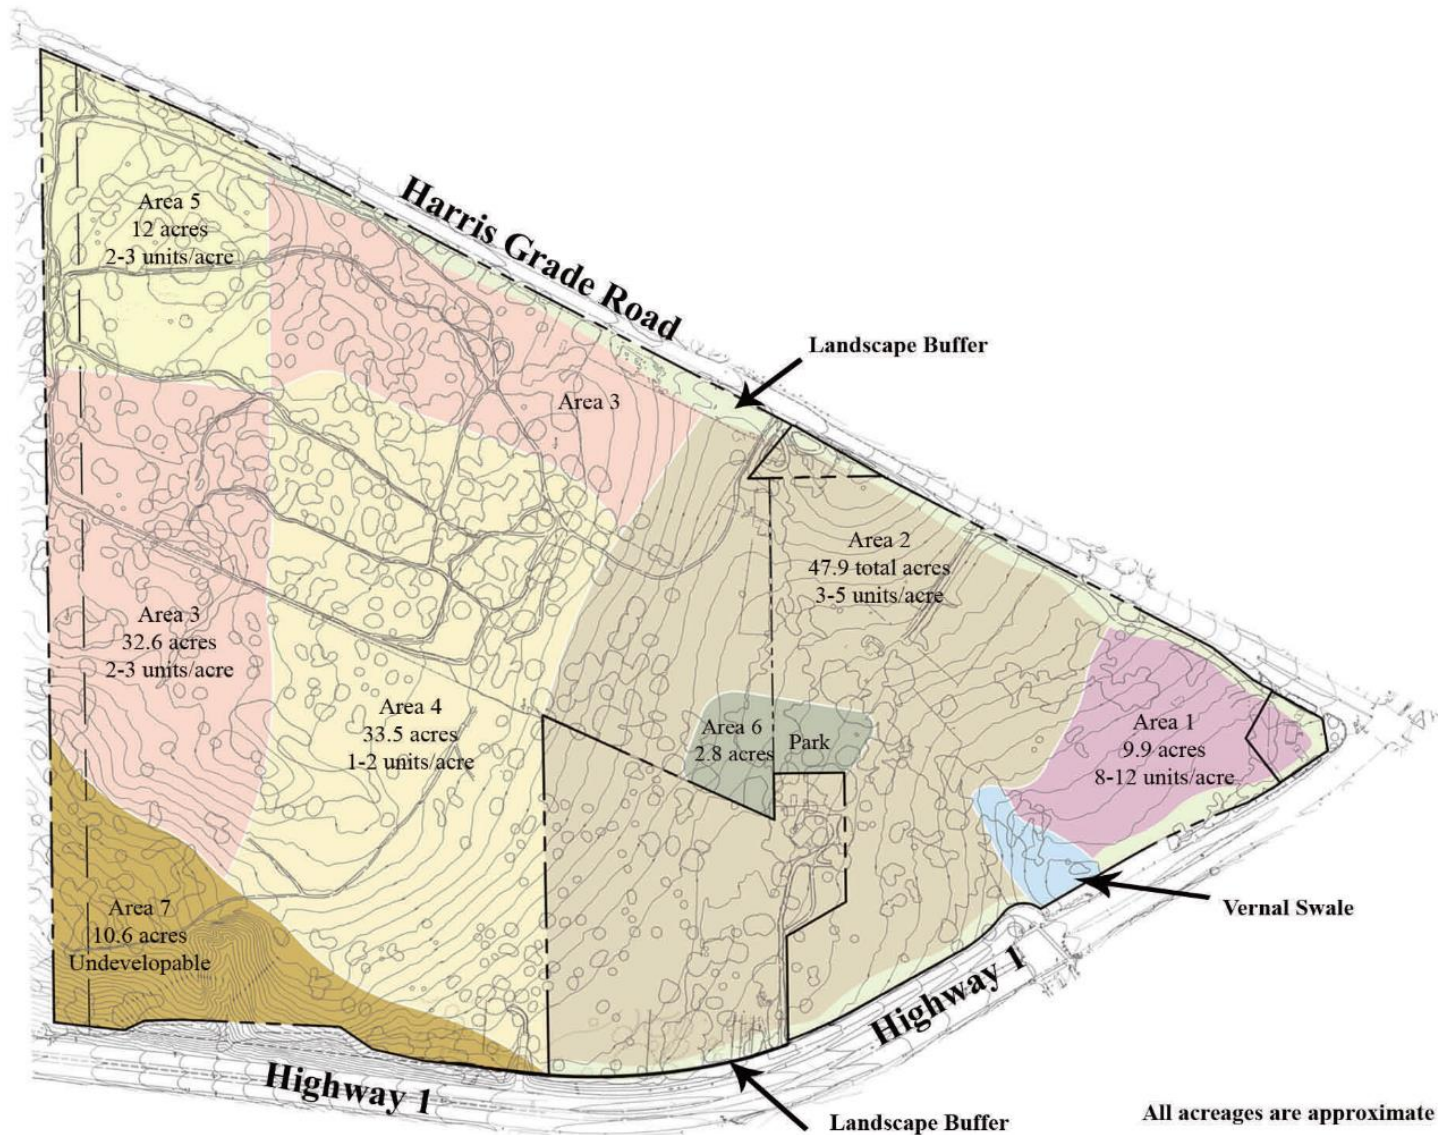 Harris Grade Road
Area 5
12 acres
2-3 units/acre
Landscape Buffer
Area 3
Area 2
47.9 total acres
3-5 units/acre
Area 3
32.6 acres
2-3 units/acre
Area 4
33.5 acres
1-2 units/acre
Area 6
2.8 acres
Park
Area 1
9.9 acres
8-12 units/acre
Area 7
10.6 acres
Undevelopable
Vernal Swale
Highway 1
Highway 1
Landscape Buffer
All acreages are approximate